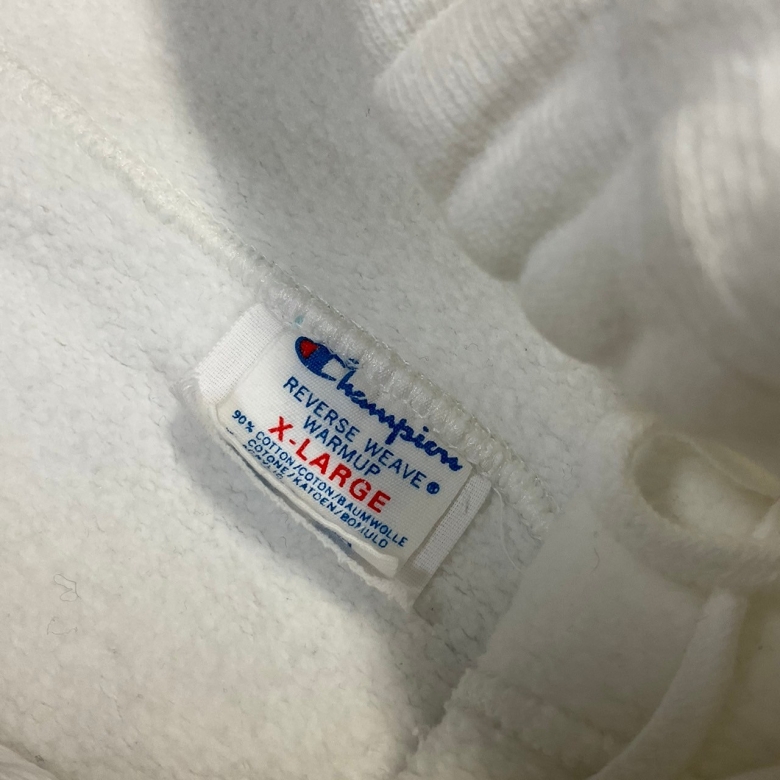 Champion
REVERSE WEAVE®
WARMUP
X-LARGE
90% COTTON/COTON/BAUMWOLLE
COTONE/KATOEN/BOMULD